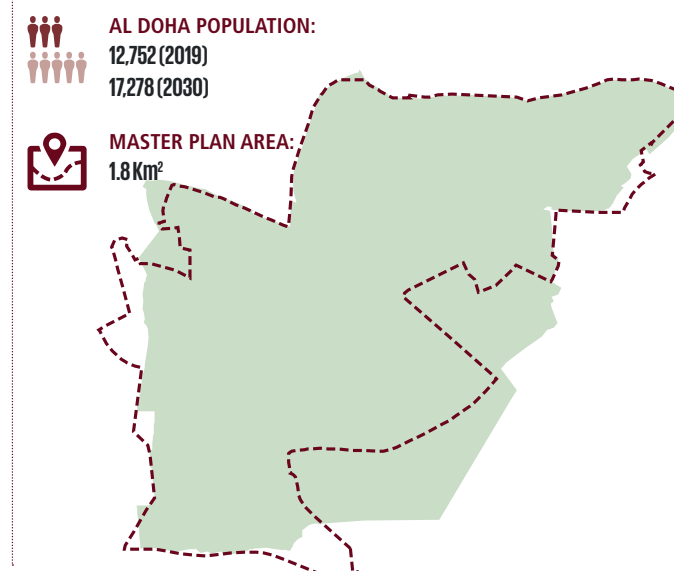 AL DOHA POPULATION:
12,752 (2019)
17,278 (2030)
MASTER PLAN AREA:
1.8 Km²